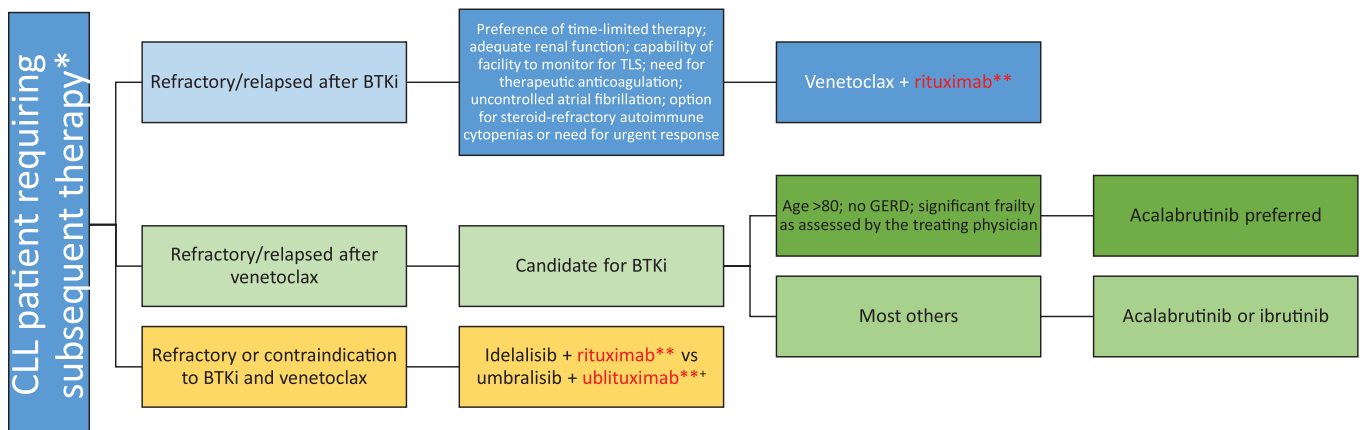 CLL patient requiring
subsequent therapy*
Refractory/relapsed after BTKi
Preference of time-limited therapy;
adequate renal function; capability of
facility to monitor for TLS; need for
therapeutic anticoagulation;
uncontrolled atrial fibrillation; option
for steroid-refractory autoimmune
cytopenias or need for urgent response
Venetoclax + rituximab**
Refractory/relapsed after
venetoclax
Candidate for BTKi
Age >80; no GERD; significant frailty
as assessed by the treating physician
Acalabrutinib preferred
Most others
Acalabrutinib or ibrutinib
Refractory or contraindication
to BTKi and venetoclax
Idelalisib + rituximab** vs
umbralisib + ublituximab**+